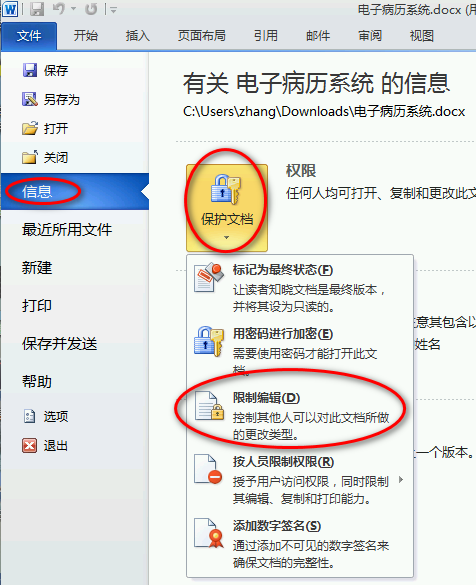 电子病历系统.docx (用
文件 开始 插入 页面布局 引用 邮件 审阅 视图
保存
另存为
打开
关闭
信息
最近所用文件
新建
打印
保存并发送
帮助
选项
退出
有关 电子病历系统 的信息
C:\Users\zhang\Downloads\电子病历系统.docx
保护文档
权限
任何人均可打开、复制和更改此文
标记为最终状态(F)
让读者知晓文档是最终版本，
并将其设为只读的。
用密码进行加密(E)
需要使用密码才能打开此文
档。
限制编辑(D)
控制其他人可以对此文档所做
的更改类型。
按人员限制权限(R)
授予用户访问权限，同时限制
其编辑、复制和打印能力。
添加数字签名(S)
通过添加不可见的数字签名来
确保文档的完整性。
意其包含以
姓名
一个版本。